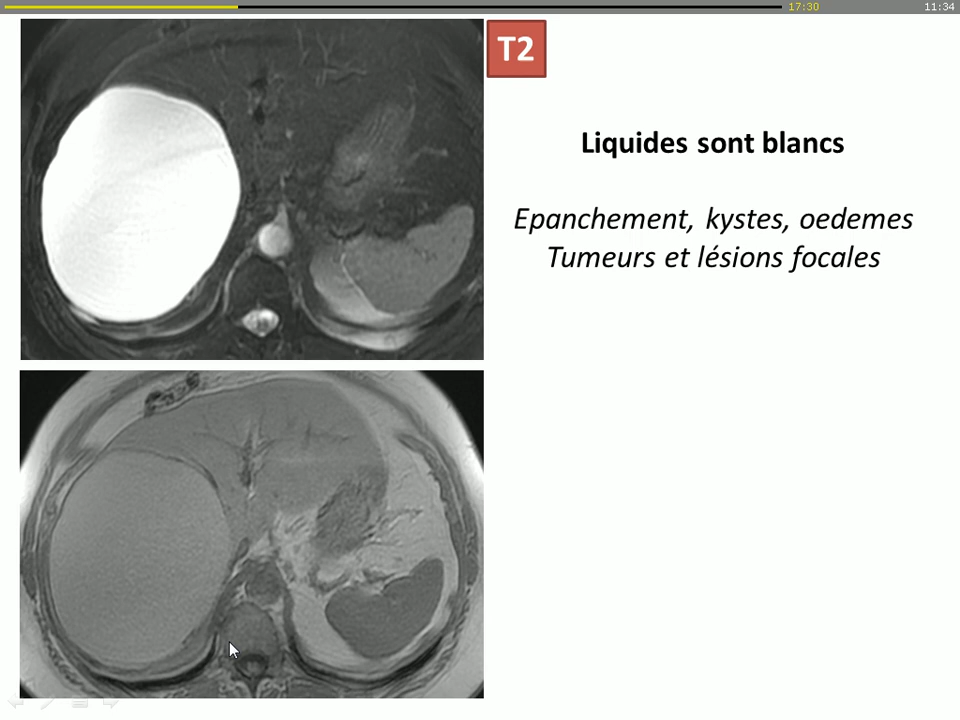 17:30
11:34
T2
Liquides sont blancs
Epanchement, kystes, oedemes
Tumeurs et lésions focales